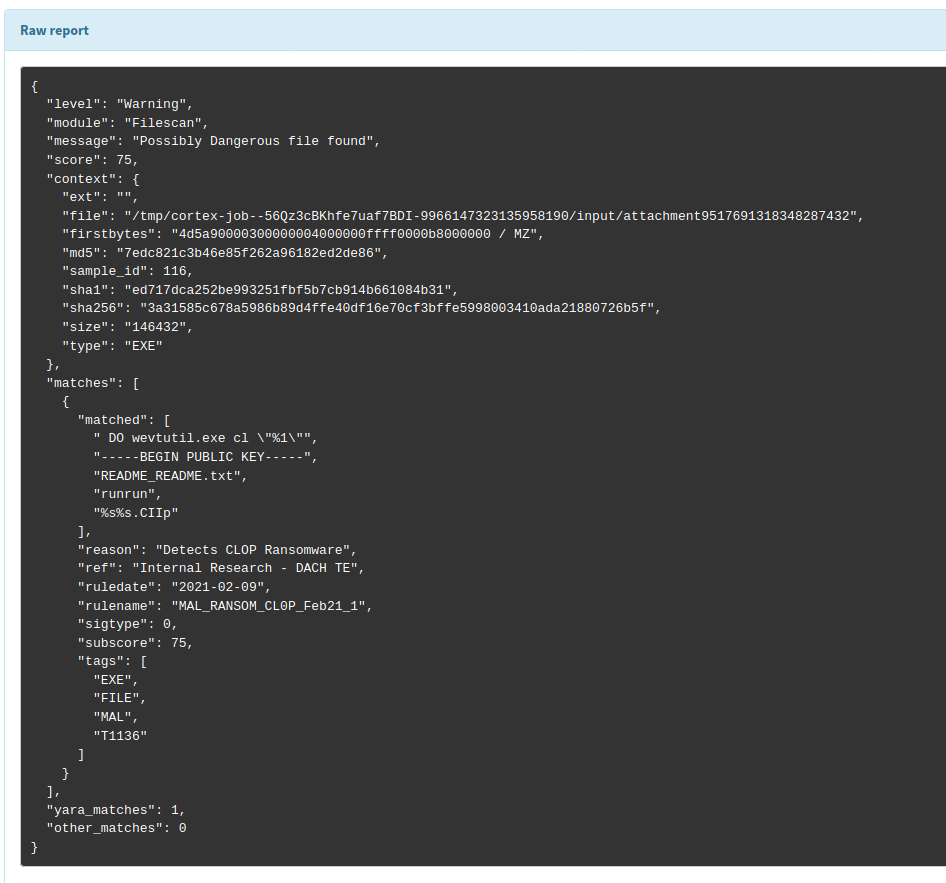 Raw report
{
  "level": "Warning",
  "module": "Filescan",
  "message": "Possibly Dangerous file found",
  "score": 75,
  "context": {
    "ext": "",
    "file": "/tmp/cortex-job--56Qz3cBKhfe7uaf7BDI-9966147323135958190/input/attachment9517691318348287432",
    "firstbytes": "4d5a90000300000004000000ffff0000b8000000 / MZ",
    "md5": "7edc821c3b46e85f262a96182ed2de86",
    "sample_id": 116,
    "sha1": "ed717dca252be993251fbf5b7cb914b661084b31",
    "sha256": "3a31585c678a5986b89d4ffe40df16e70cf3bffe5998003410ada21880726b5f",
    "size": "146432",
    "type": "EXE"
  },
  "matches": [
    {
      "matched": [
        " DO wevtutil.exe cl \"%1\"",
        "-----BEGIN PUBLIC KEY-----",
        "README_README.txt",
        "runrun",
        "%s%s.CIIp"
      ],
      "reason": "Detects CLOP Ransomware",
      "ref": "Internal Research - DACH TE",
      "ruledate": "2021-02-09",
      "rulename": "MAL_RANSOM_CL0P_Feb21_1",
      "sigtype": 0,
      "subscore": 75,
      "tags": [
        "EXE",
        "FILE",
        "MAL",
        "T1136"
      ]
    }
  ],
  "yara_matches": 1,
  "other_matches": 0
}